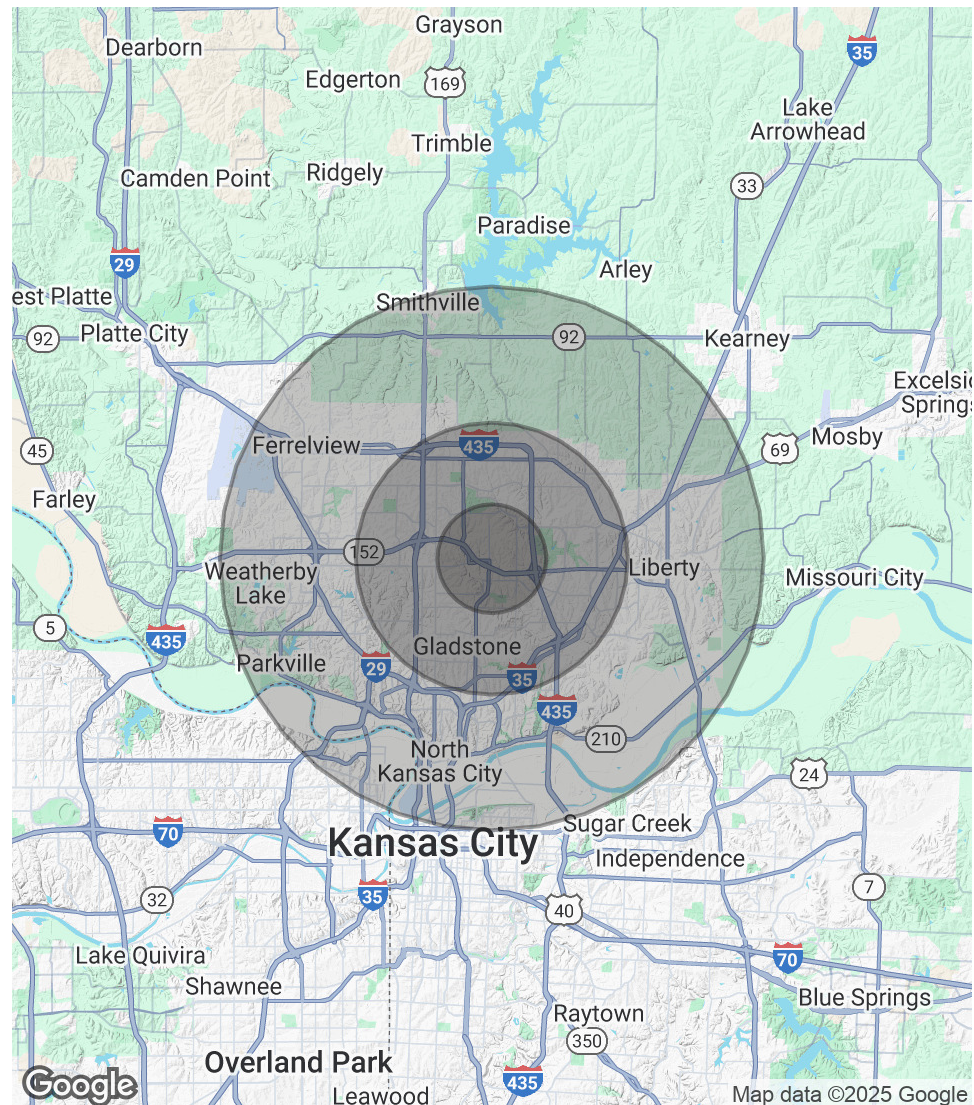 Grayson
Dearborn
35
Edgerton
169
Lake
Arrowhead
Trimble
Ridgely
Camden Point
33
Paradise
29
Arley
est Platte
Smithville
92
Platte City
92
Kearney
Excelsio
Springs
Mosby
Ferrelview
435
45
69
Farley
152
Weatherby
Lake
Liberty
Missouri City
5
435
Gladstone
Parkville
29
35
435
210
North
Kansas City
24
Sugar Creek
70
Kansas City
Independence
7
35
32
40
Lake Quivira
70
Shawnee
Blue Springs
Raytown
350
Overland Park
435
Google
Leawood
Map data ©2025 Google